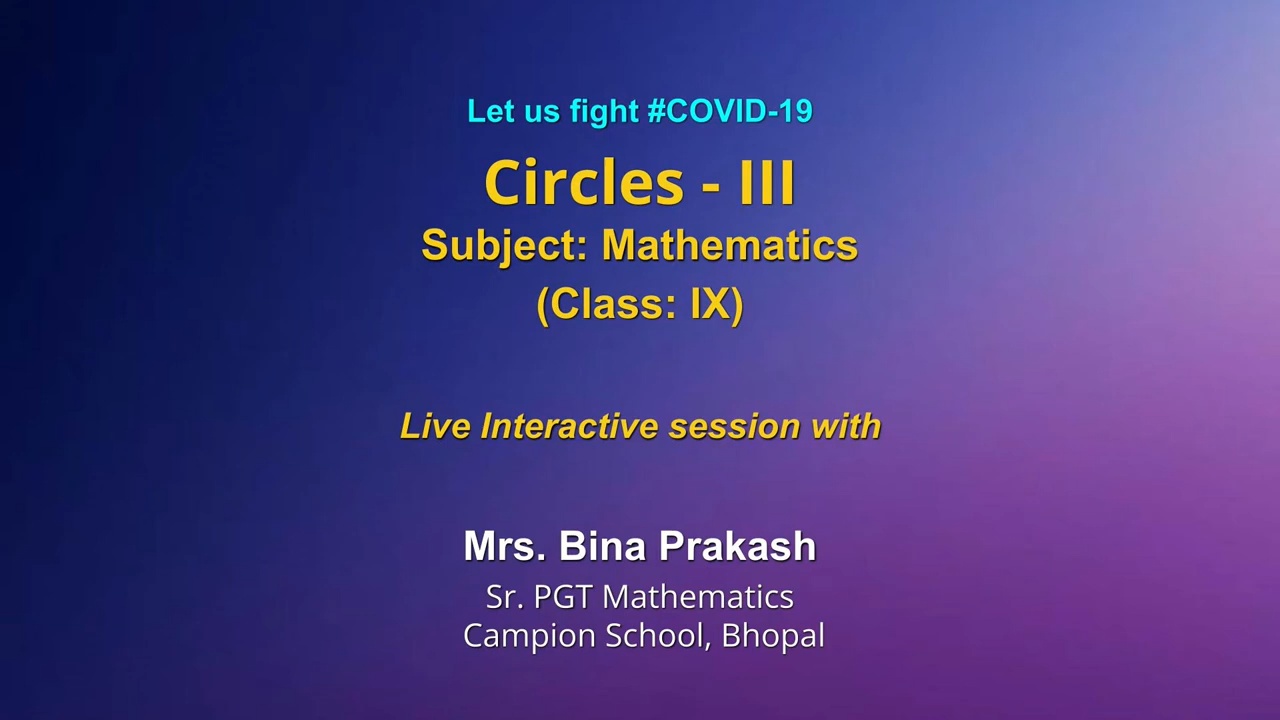 Let us fight #COVID-19
Circles - III
Subject: Mathematics
(Class: IX)
Live Interactive session with
Mrs. Bina Prakash
Sr. PGT Mathematics
Campion School, Bhopal